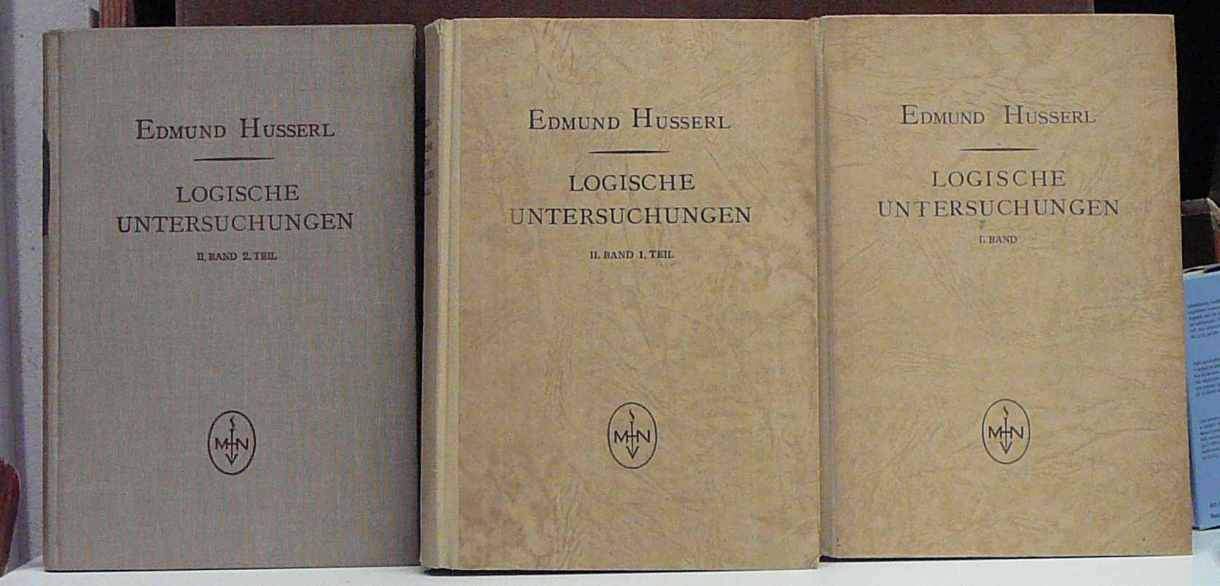 EDMUND HUSSERL
LOGISCHE
UNTERSUCHUNGEN
II. BAND 2. TEIL
M N
EDMUND HUSSERL
LOGISCHE
UNTERSUCHUNGEN
II. BAND 1. TEIL
M N
EDMUND HUSSERL
LOGISCHE
UNTERSUCHUNGEN
I. BAND
M N